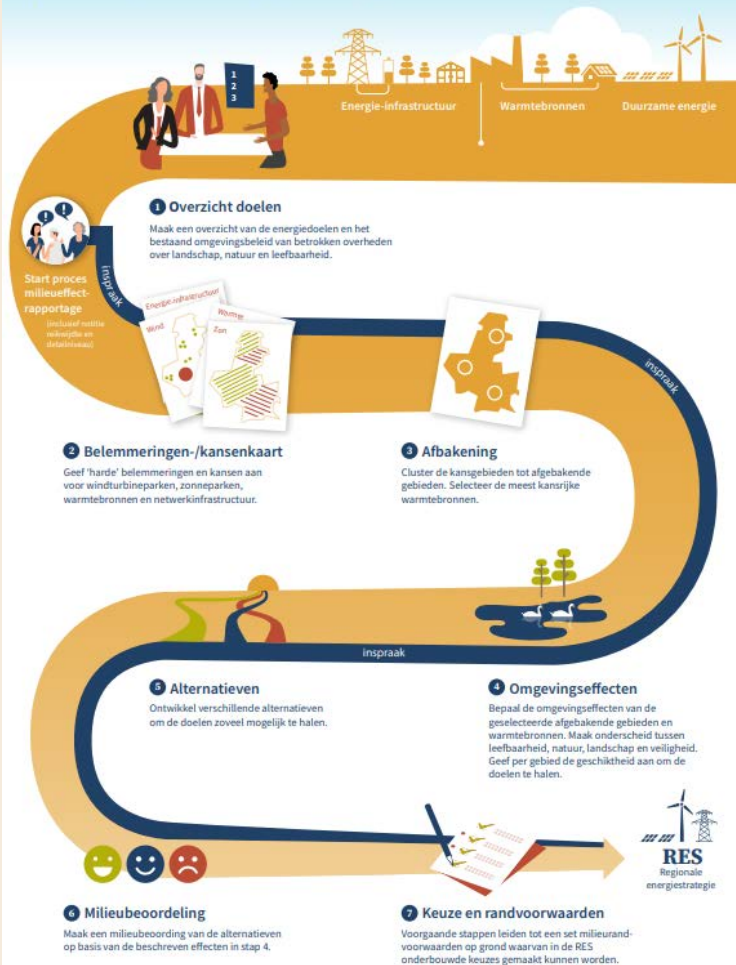 1
2
3
Energie-infrastructuur
Warmtebronnen
Duurzame energie
1 Overzicht doelen
Maak een overzicht van de energiedoelen en het
bestaand omgevingsbeleid van betrokken overheden
over landschap, natuur en leefbaarheid.
Start proces
milieueffect-
rapportage
(inclusief notitie
reikwijdte en
detailniveau)
inspraak
Energie-infrastructuur
Wind
Warmte
Zon
inspraak
2 Belemmeringen-/kansenkaart
Geef ‘harde’ belemmeringen en kansen aan
voor windturbineparken, zonneparken,
warmtebronnen en netwerkinfrastructuur.
3 Afbakening
Cluster de kansgebieden tot afgebakende
gebieden. Selecteer de meest kansrijke
warmtebronnen.
inspraak
5 Alternatieven
Ontwikkel verschillende alternatieven
om de doelen zoveel mogelijk te halen.
4 Omgevingseffecten
Bepaal de omgevingseffecten van de
geselecteerde afgebakende gebieden en
warmtebronnen. Maak onderscheid tussen
leefbaarheid, natuur, landschap en veiligheid.
Geef per gebied de geschiktheid aan om de
doelen te halen.
RES
Regionale
energiestrategie
6 Milieubeoordeling
Maak een milieubeoording van de alternatieven
op basis van de beschreven effecten in stap 4.
7 Keuze en randvoorwaarden
Voorgaande stappen leiden tot een set milieurand-
voorwaarden op grond waarvan in de RES
onderbouwde keuzes gemaakt kunnen worden.